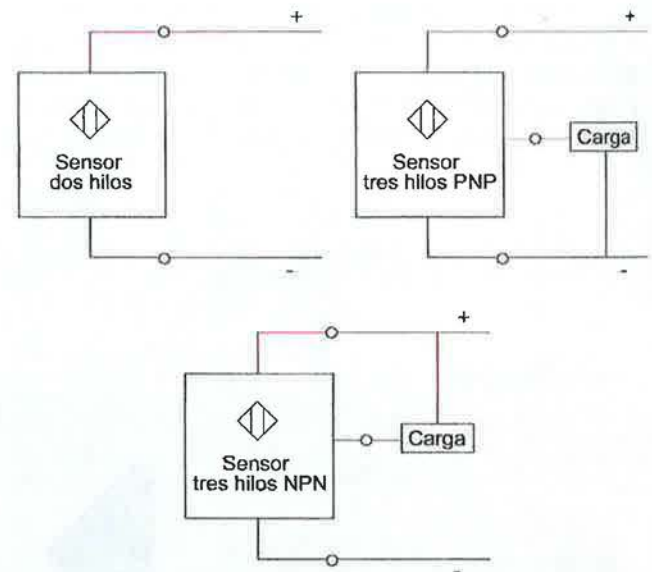 +
Sensor
dos hilos
-
+
Sensor
tres hilos PNP
Carga
-
+
Sensor
tres hilos NPN
Carga
-